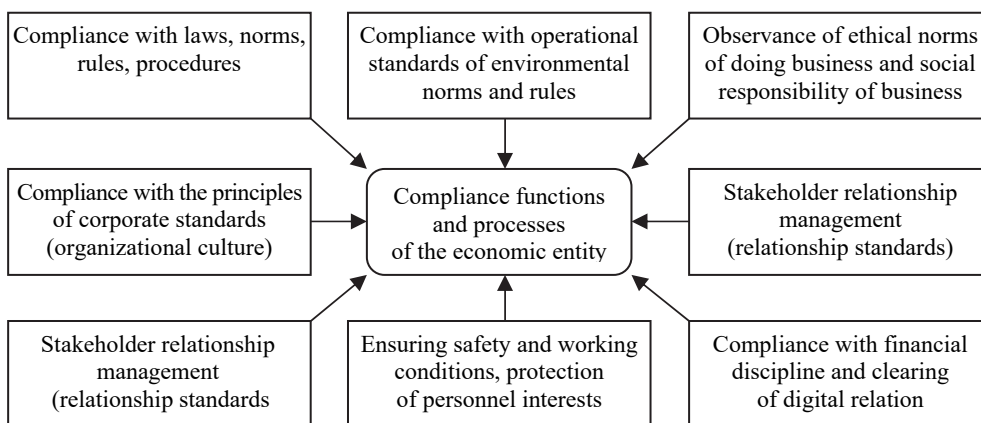 Compliance with laws, norms,
rules, procedures
Compliance with operational
standards of environmental
norms and rules
Observance of ethical norms
of doing business and social
responsibility of business
Compliance with the principles
of corporate standards
(organizational culture)
Compliance functions
and processes
of the economic entity
Stakeholder relationship
management
(relationship standards)
Stakeholder relationship
management
(relationship standards
Ensuring safety and working
conditions, protection
of personnel interests
Compliance with financial
discipline and clearing
of digital relation